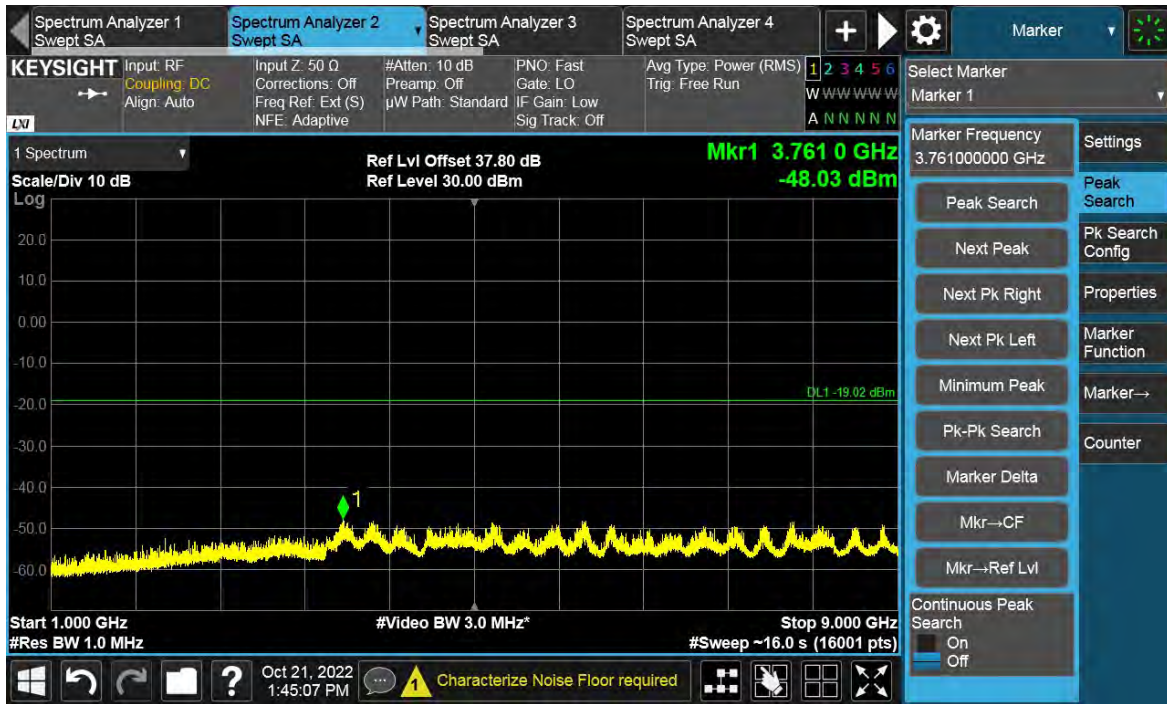 Spectrum Analyzer 1
Swept SA
Spectrum Analyzer 2
Swept SA
Spectrum Analyzer 3
Swept SA
Spectrum Analyzer 4
Swept SA
+
Marker
KEYSIGHT
LXI
Input: RF
Coupling: DC
Align: Auto
Input Z: 50 Ω
Corrections: Off
Freq Ref: Ext (S)
NFE: Adaptive
#Atten: 10 dB
Preamp: Off
µW Path: Standard
PNO: Fast
Gate: LO
IF Gain: Low
Sig Track: Off
Avg Type: Power (RMS)
Trig: Free Run
1 2 3 4 5 6
W W W W W W
A N N N N N
Select Marker
Marker 1
1 Spectrum
Scale/Div 10 dB
Log
Ref Lvl Offset 37.80 dB
Ref Level 30.00 dBm
Mkr1 3.761 0 GHz
-48.03 dBm
20.0
10.0
0.00
-10.0
-20.0
-30.0
-40.0
-50.0
-60.0
DL1 -19.02 dBm
1
Start 1.000 GHz
#Res BW 1.0 MHz
#Video BW 3.0 MHz*
Stop 9.000 GHz
#Sweep ~16.0 s (16001 pts)
Marker Frequency
3.761000000 GHz
Peak Search
Next Peak
Next Pk Right
Next Pk Left
Minimum Peak
Pk-Pk Search
Marker Delta
Mkr→CF
Mkr→Ref Lvl
Continuous Peak
Search
On
Off
Settings
Peak
Search
Pk Search
Config
Properties
Marker
Function
Marker→
Counter
?
Oct 21, 2022
1:45:07 PM
1
Characterize Noise Floor required